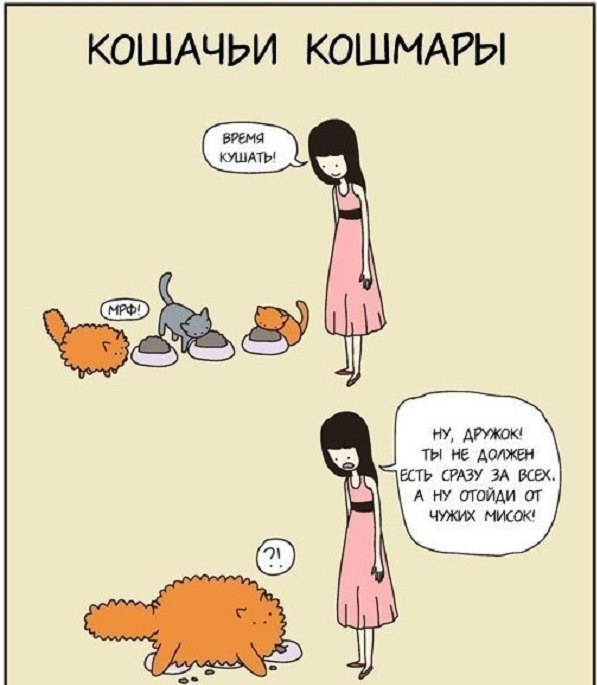 КОШАЧЬИ КОШМАРЫ
ВРЕМЯ
КУШАТЬ!
МРФ!
НУ, ДРУЖОК!
ТЫ НЕ ДОЛЖЕН
ЕСТЬ СРАЗУ ЗА ВСЕХ.
А НУ ОТОЙДИ ОТ
ЧУЖИХ МИСОК!
?!